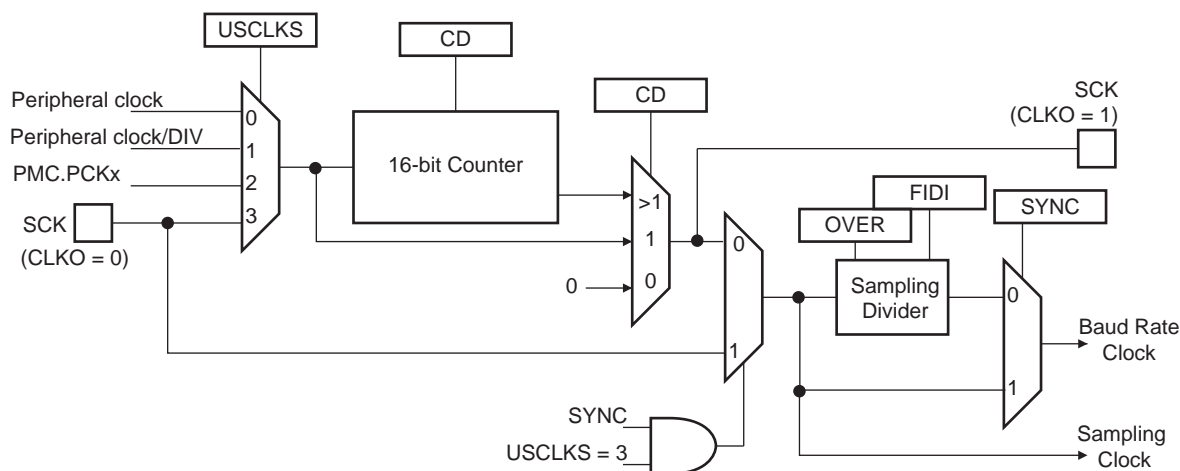 USCLKS
CD
CD
SCK
(CLKO = 1)
Peripheral clock
0
Peripheral clock/DIV
1
16-bit Counter
PMC.PCKx
2
SCK
3
(CLKO = 0)
>1
1
0
0
FIDI
OVER
SYNC
0
Sampling
Divider
0
1
1
Baud Rate
Clock
SYNC
USCLKS = 3
Sampling
Clock